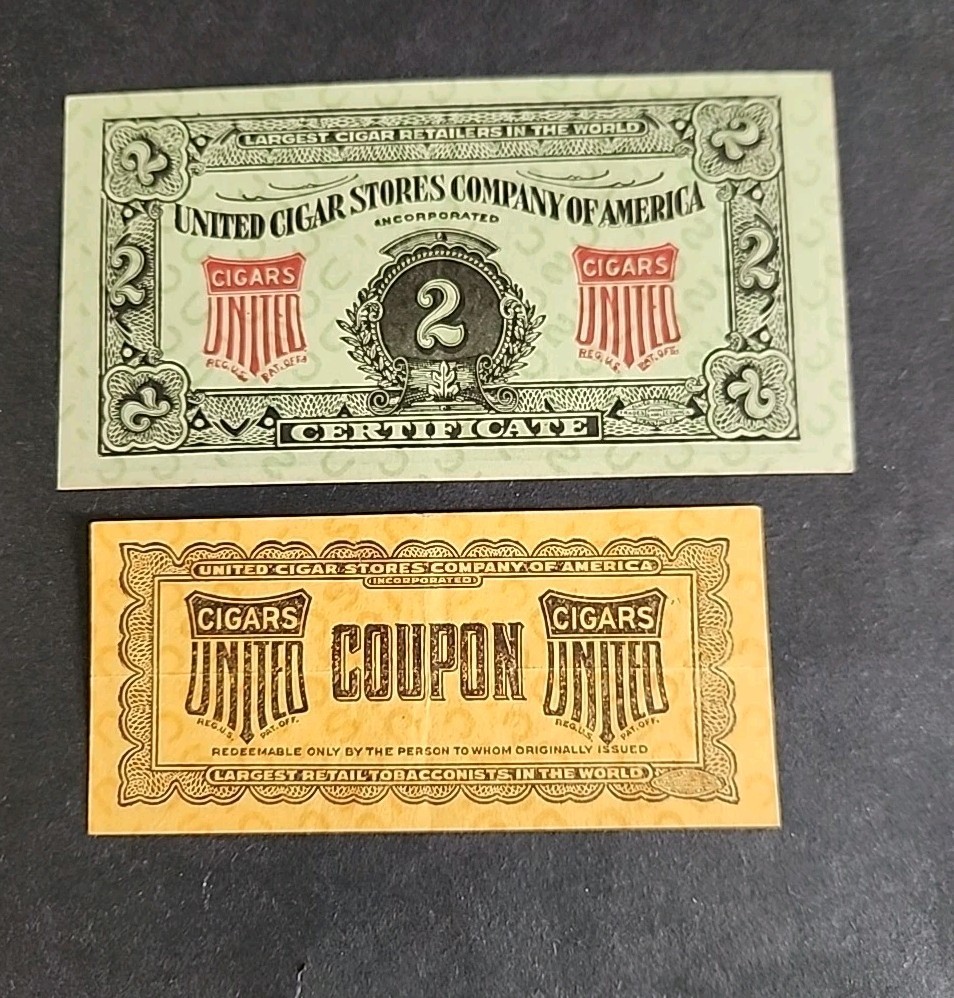 2 2
LARGEST CIGAR RETAILERS IN THE WORLD
UNITED CIGAR STORES COMPANY OF AMERICA
INCORPORATED
2 2
CIGARS CIGARS
UNITED 2 UNITED
REG. U.S. PAT. OFF. REG. U.S. PAT. OFF.
2 2
CERTIFICATE
UNITED CIGAR STORES COMPANY OF AMERICA
INCORPORATED
CIGARS CIGARS
UNITED COUPON UNITED
REG. U.S. PAT. OFF. REG. U.S. PAT. OFF.
REDEEMABLE ONLY BY THE PERSON TO WHOM ORIGINALLY ISSUED
LARGEST RETAIL TOBACCONISTS IN THE WORLD